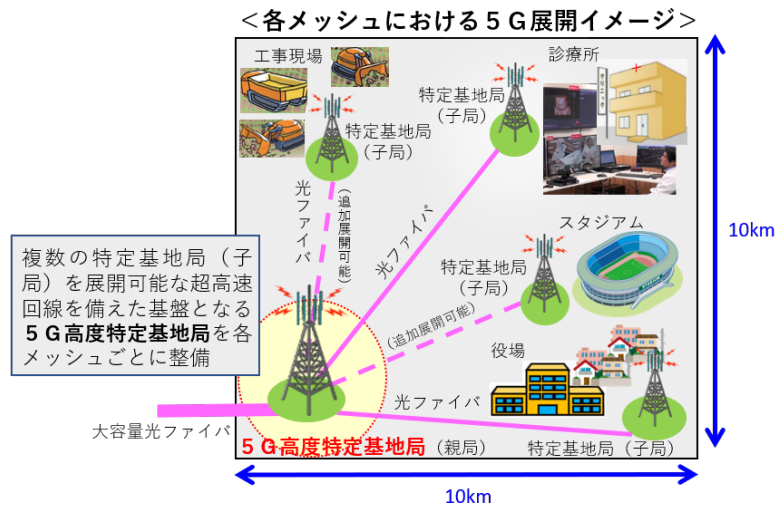 ＜各メッシュにおける５Ｇ展開イメージ＞
工事現場
診療所
クリニック
特定基地局
（子局）
特定基地局
（子局）
光ファイバ
（追加展開可能）
光ファイバ
スタジアム
10km
複数の特定基地局（子
局）を展開可能な超高速
回線を備えた基盤となる
５Ｇ高度特定基地局を各
メッシュごとに整備
特定基地局
（子局）
（追加展開可能）
役場
光ファイバ
大容量光ファイバ
５Ｇ高度特定基地局（親局）
特定基地局（子局）
10km